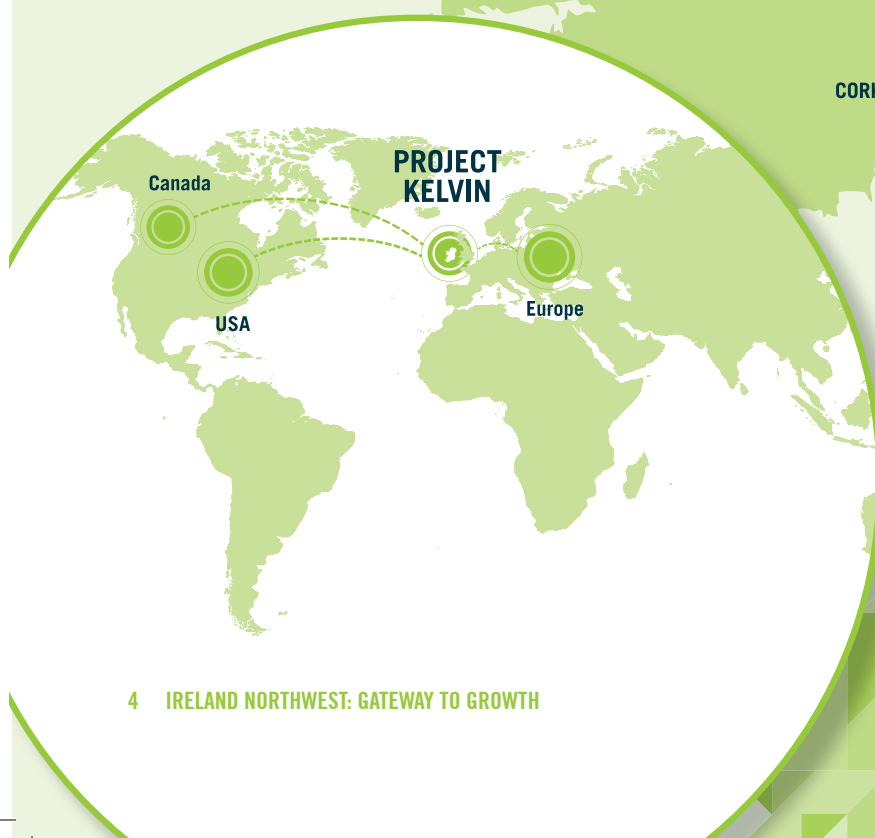 PROJECT
KELVIN
Canada
USA
Europe
4 IRELAND NORTHWEST: GATEWAY TO GROWTH